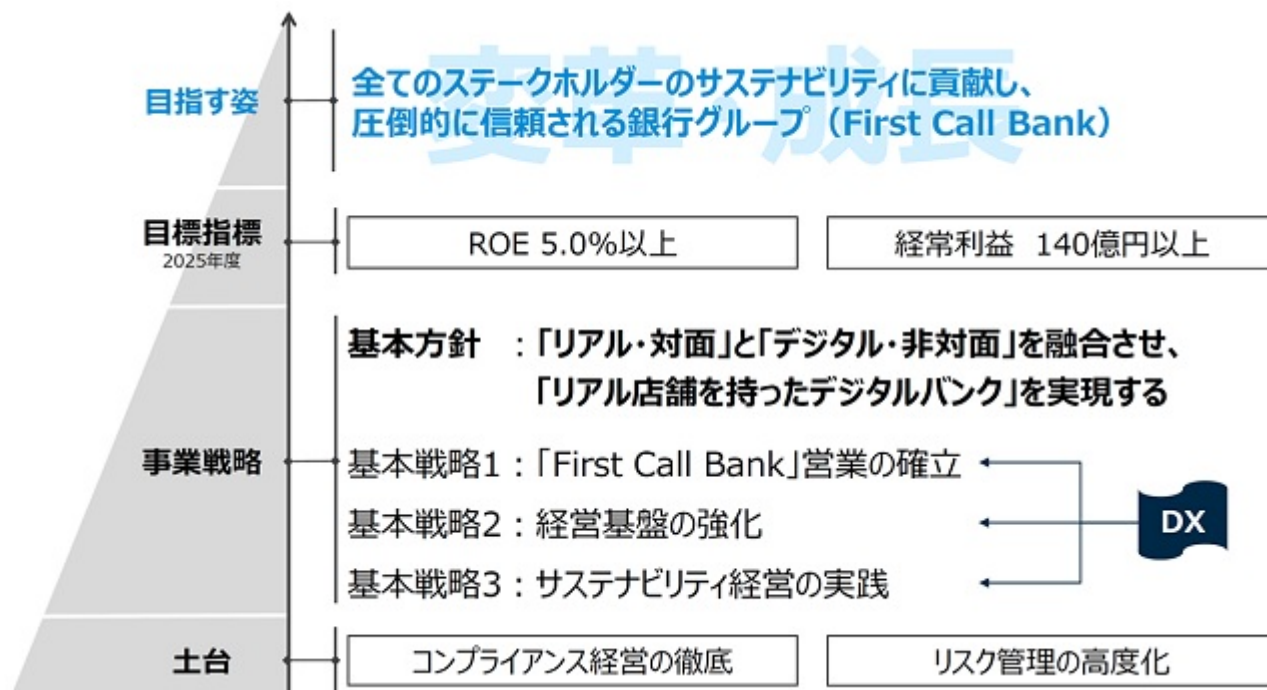 変革 成長
目指す姿
全てのステークホルダーのサステナビリティに貢献し、
圧倒的に信頼される銀行グループ（First Call Bank）
目標指標
2025年度
ROE 5.0%以上
経常利益 140億円以上
事業戦略
基本方針 ：「リアル・対面」と「デジタル・非対面」を融合させ、
「リアル店舗を持ったデジタルバンク」を実現する
基本戦略1：「First Call Bank」営業の確立
基本戦略2：経営基盤の強化
基本戦略3：サステナビリティ経営の実践
DX
土台
コンプライアンス経営の徹底
リスク管理の高度化